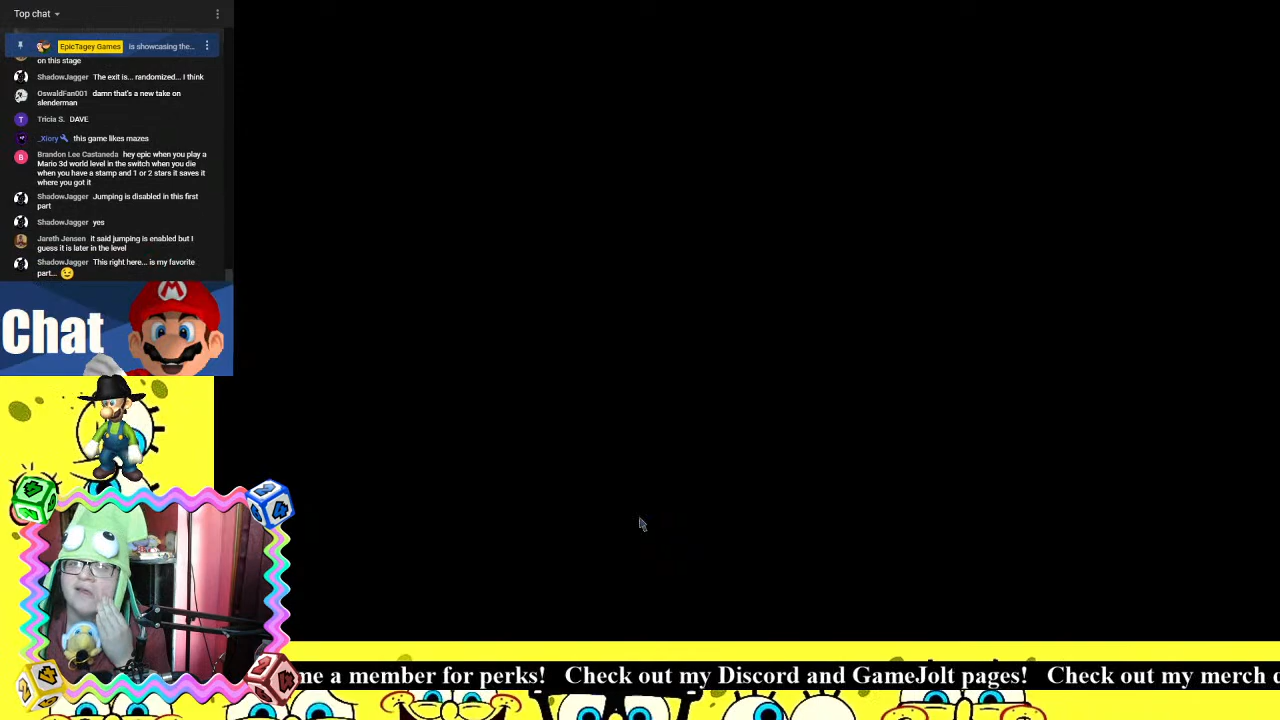 Top chat
EpicTagey Games is showcasing the...
on this stage
ShadowJagger The exit is... randomized... I think
OswaldFan001 damn that's a new take on
slenderman
T Tricia S. DAVE
_Xiory this game likes mazes
B Brandon Lee Castaneda hey epic when you play a
Mario 3d world level in the switch when you die
when you have a stamp and 1 or 2 stars it saves it
where you got it
ShadowJagger Jumping is disabled in this first
part
ShadowJagger yes
Jareth Jensen it said jumping is enabled but I
guess it is later in the level
ShadowJagger This right here... is my favorite
part...
Chat
me a member for perks! Check out my Discord and GameJolt pages! Check out my merch